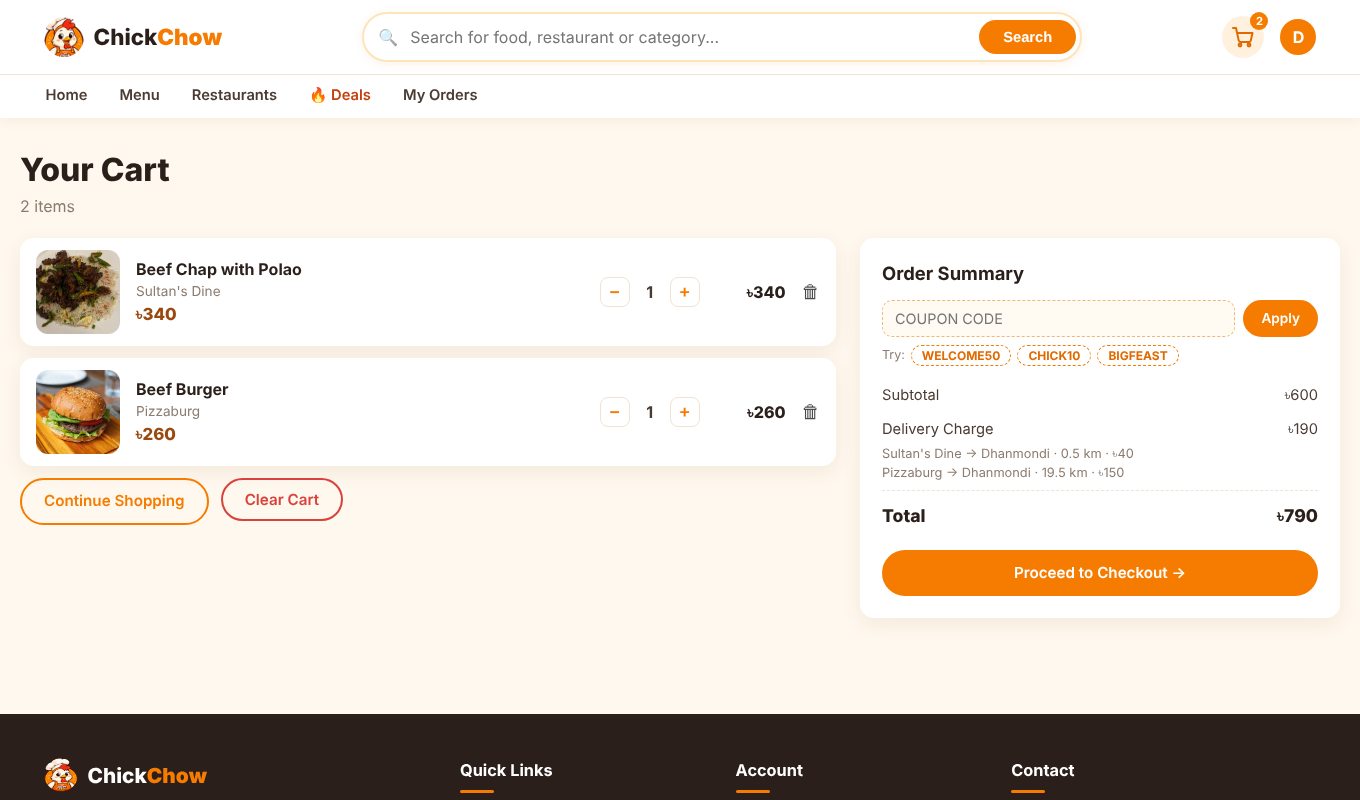 ChickChow
Search for food, restaurant or category...
Search
2
D
Home
Menu
Restaurants
🔥 Deals
My Orders
Your Cart
2 items
Beef Chap with Polao
Sultan's Dine
৳340
−
1
+
৳340
Beef Burger
Pizzaburg
৳260
−
1
+
৳260
Continue Shopping
Clear Cart
Order Summary
COUPON CODE
Apply
Try: WELCOME50 CHICK10 BIGFEAST
Subtotal ৳600
Delivery Charge ৳190
Sultan's Dine → Dhanmondi · 0.5 km · ৳40
Pizzaburg → Dhanmondi · 19.5 km · ৳150
Total ৳790
Proceed to Checkout →
ChickChow
Quick Links
Account
Contact